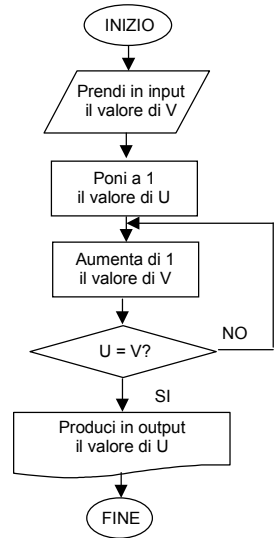 INIZIO
Prendi in input
il valore di V
Poni a 1
il valore di U
Aumenta di 1
il valore di V
U = V?
NO
SI
Produci in output
il valore di U
FINE